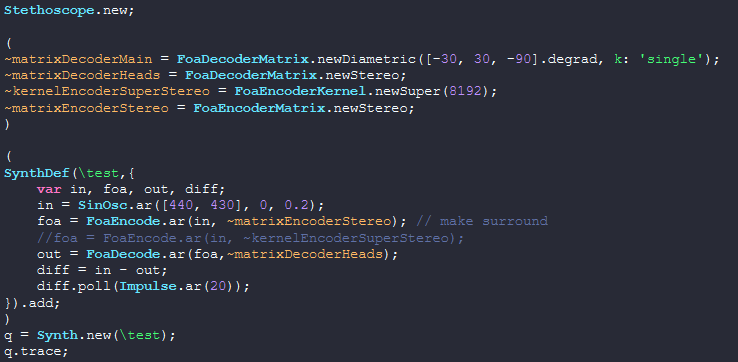 Stethoscope.new;

(
~matrixDecoderMain = FoaDecoderMatrix.newDiametric([-30, 30, -90].degrad, k: 'single');
~matrixDecoderHeads = FoaDecoderMatrix.newStereo;
~kernelEncoderSuperStereo = FoaEncoderKernel.newSuper(8192);
~matrixEncoderStereo = FoaEncoderMatrix.newStereo;
)

(
SynthDef(\test,{
    var in, foa, out, diff;
    in = SinOsc.ar([440, 430], 0, 0.2);
    foa = FoaEncode.ar(in, ~matrixEncoderStereo); // make surround
    //foa = FoaEncode.ar(in, ~kernelEncoderSuperStereo);
    out = FoaDecode.ar(foa,~matrixDecoderHeads);
    diff = in - out;
    diff.poll(Impulse.ar(20));
}).add;
)
q = Synth.new(\test);
q.trace;